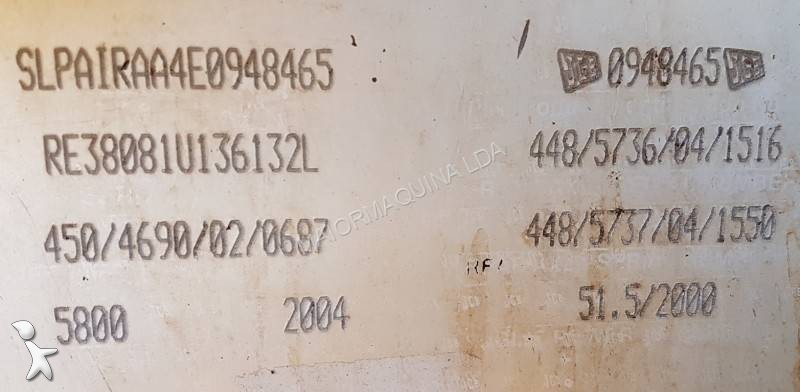 SLPAIRAA4E0948465 JCB 0948465 JCB
RE38081U136132L 448/5736/04/1516
450/4690/02/0687 448/5737/04/1550
5800 2004 51.5/2000